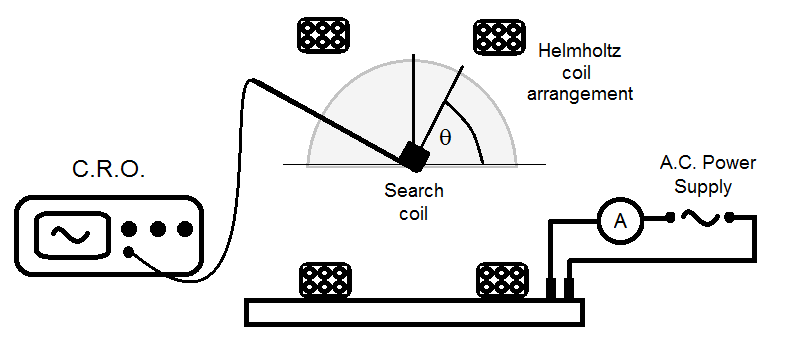 Helmholtz
coil
arrangement
θ
C.R.O.
A.C. Power
Supply
Search
coil
A